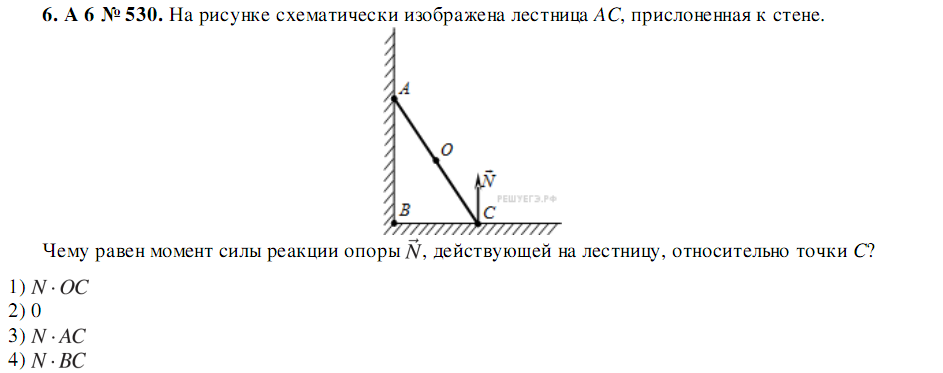 6. А 6 № 530. На рисунке схематически изображена лестница AC, прислоненная к стене.
A
O
N
РЕШУЕГЭ.РФ
B
C
Чему равен момент силы реакции опоры N, действующей на лестницу, относительно точки C?
1) N · OC
2) 0
3) N · AC
4) N · BC